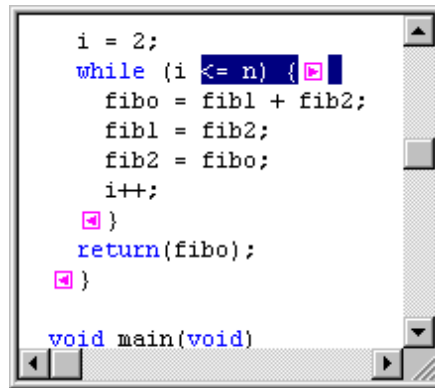 i = 2;
while (i <= n) {
fibo = fib1 + fib2;
fib1 = fib2;
fib2 = fibo;
i++;
}
return(fibo);
}
void main(void)